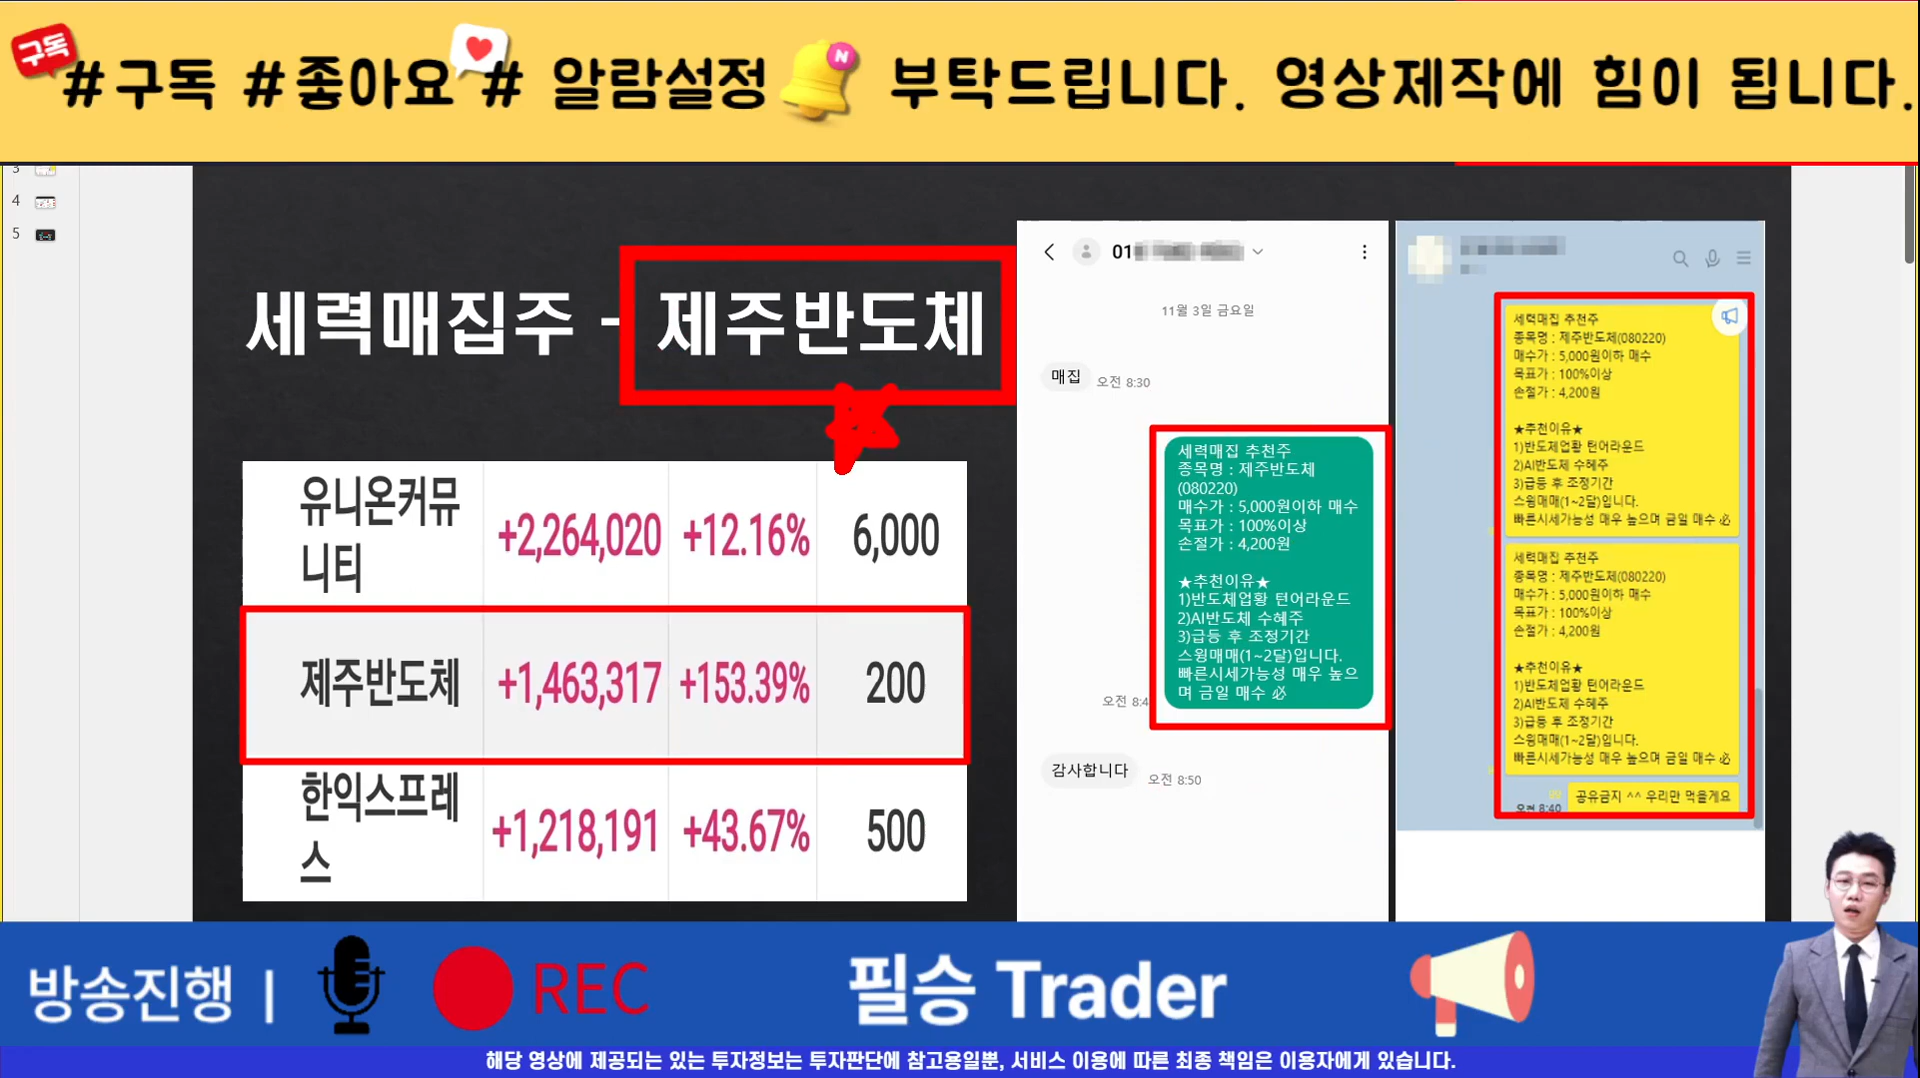 구독
#구독 #좋아요 # 알람설정 N 부탁드립니다. 영상제작에 힘이 됩니다.
3
4
5
세력매집주 - 제주반도체
유니온커뮤니티 +2,264,020 +12.16% 6,000
제주반도체 +1,463,317 +153.39% 200
한익스프레스 +1,218,191 +43.67% 500
01
11월 3일 금요일
매집 오전 8:30
세력매집 추천주
종목명 : 제주반도체
(080220)
매수가 : 5,000원이하 매수
목표가 : 100%이상
손절가 : 4,200원
★추천이유★
1)반도체업황 턴어라운드
2)AI반도체 수혜주
3)급등 후 조정기간
스윙매매(1~2달)입니다.
빠른시세가능성 매우 높으
며 금일 매수 必
오전 8:4
감사합니다 오전 8:50
세력매집 추천주
종목명 : 제주반도체(080220)
매수가 : 5,000원이하 매수
목표가 : 100%이상
손절가 : 4,200원
★추천이유★
1)반도체업황 턴어라운드
2)AI반도체 수혜주
3)급등 후 조정기간
스윙매매(1~2달)입니다.
빠른시세가능성 매우 높으며 금일 매수 必
세력매집 추천주
종목명 : 제주반도체(080220)
매수가 : 5,000원이하 매수
목표가 : 100%이상
손절가 : 4,200원
★추천이유★
1)반도체업황 턴어라운드
2)AI반도체 수혜주
3)급등 후 조정기간
스윙매매(1~2달)입니다.
빠른시세가능성 매우 높으며 금일 매수 必
오전 8:40 공유금지 ^^ 우리만 먹을게요
방송진행 | REC 필승 Trader
해당 영상에 제공되는 있는 투자정보는 투자판단에 참고용일뿐, 서비스 이용에 따른 최종 책임은 이용자에게 있습니다.